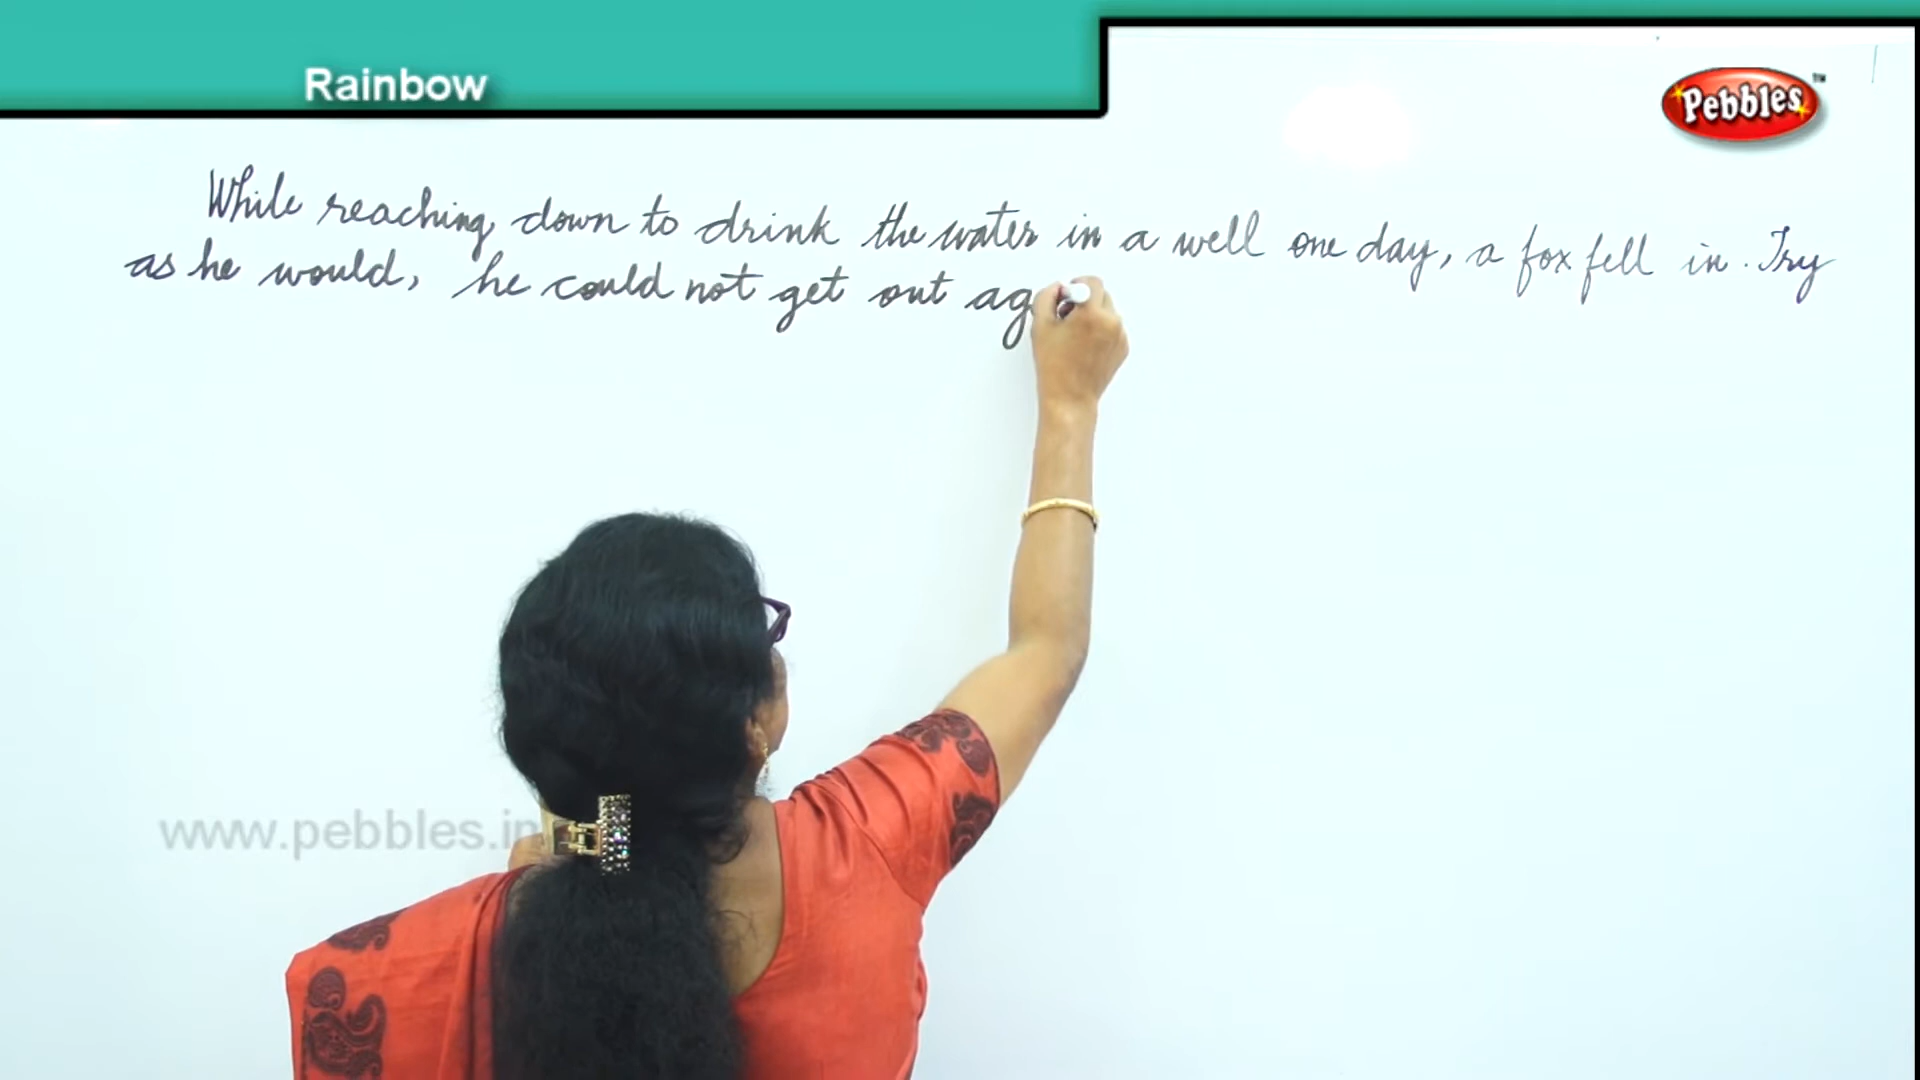 Rainbow
Pebbles™
While reaching down to drink the water in a well one day, a fox fell in. Try
as he would, he could not get out ag
www.pebbles.in